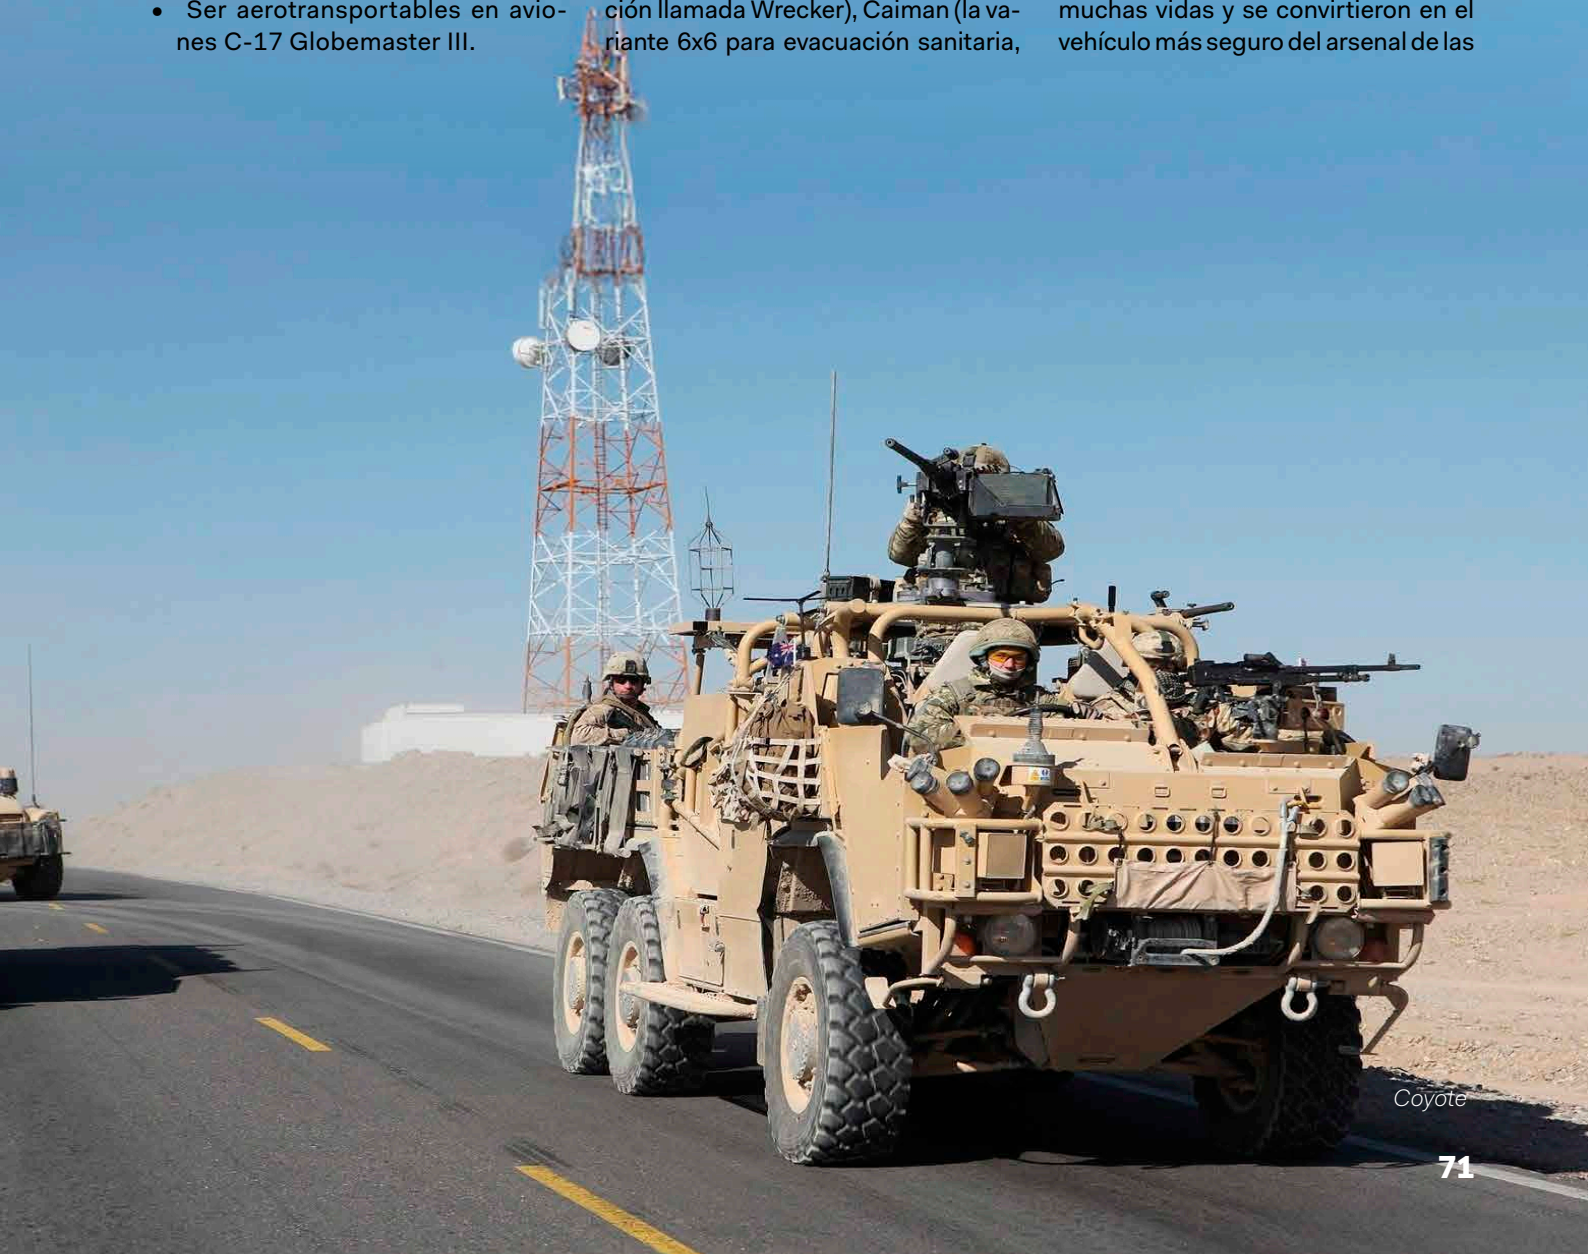 • Ser aerotransportables en avio-
nes C-17 Globemaster III.
ción llamada Wrecker), Caiman (la va-
riante 6x6 para evacuación sanitaria,
muchas vidas y se convirtieron en el
vehículo más seguro del arsenal de las
Coyote
71